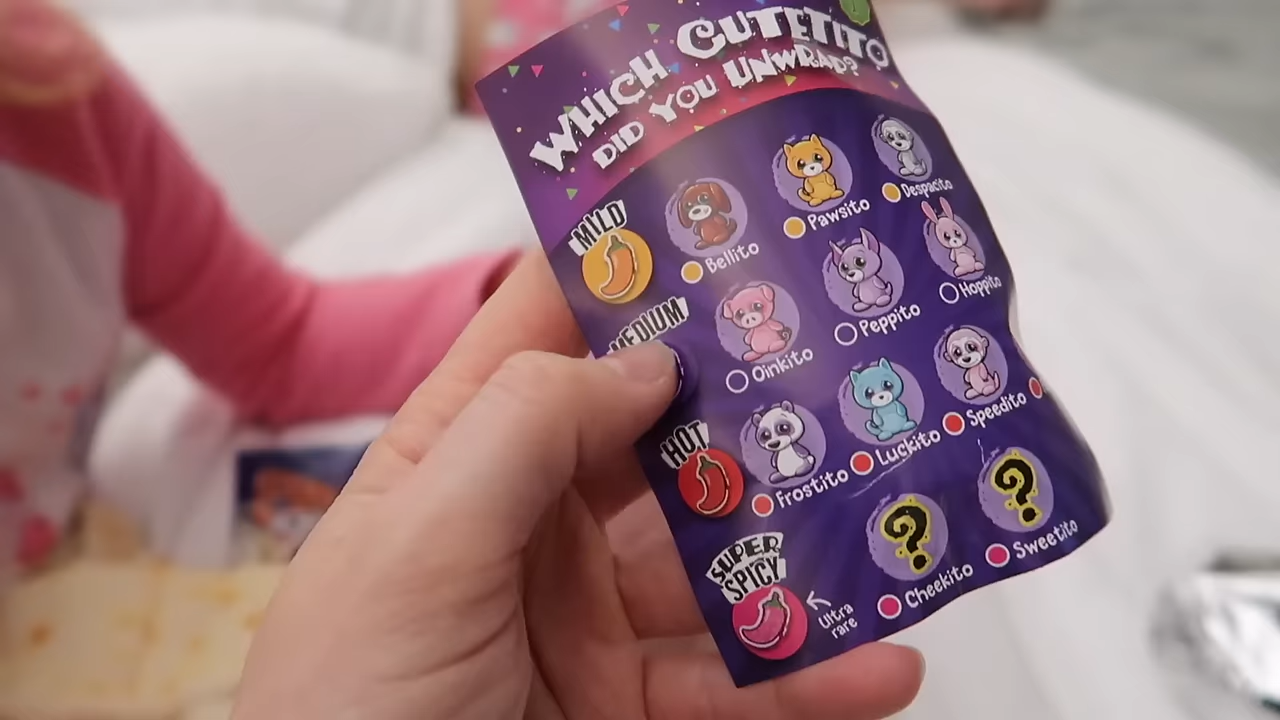 WHICH CUTETITO
DID YOU UNWRAP?
MILD
Bellito
Pawsito
Despacito
MEDIUM
Oinkito
Peppito
Hoppito
HOT
Frostito
Luckito
Speedito
SUPER
SPICY
Ultra
rare
Cheekito
Sweetito